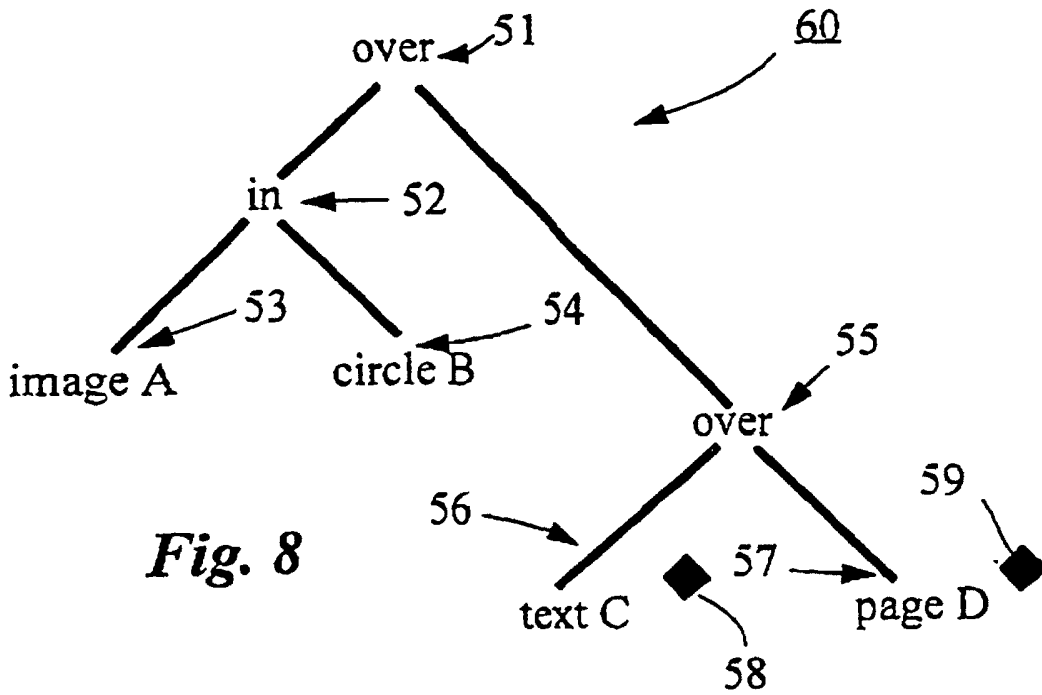 over 51
60
in 52
53
54
image A
circle B
55
over
59
56
Fig. 8
57
text C
page D
58